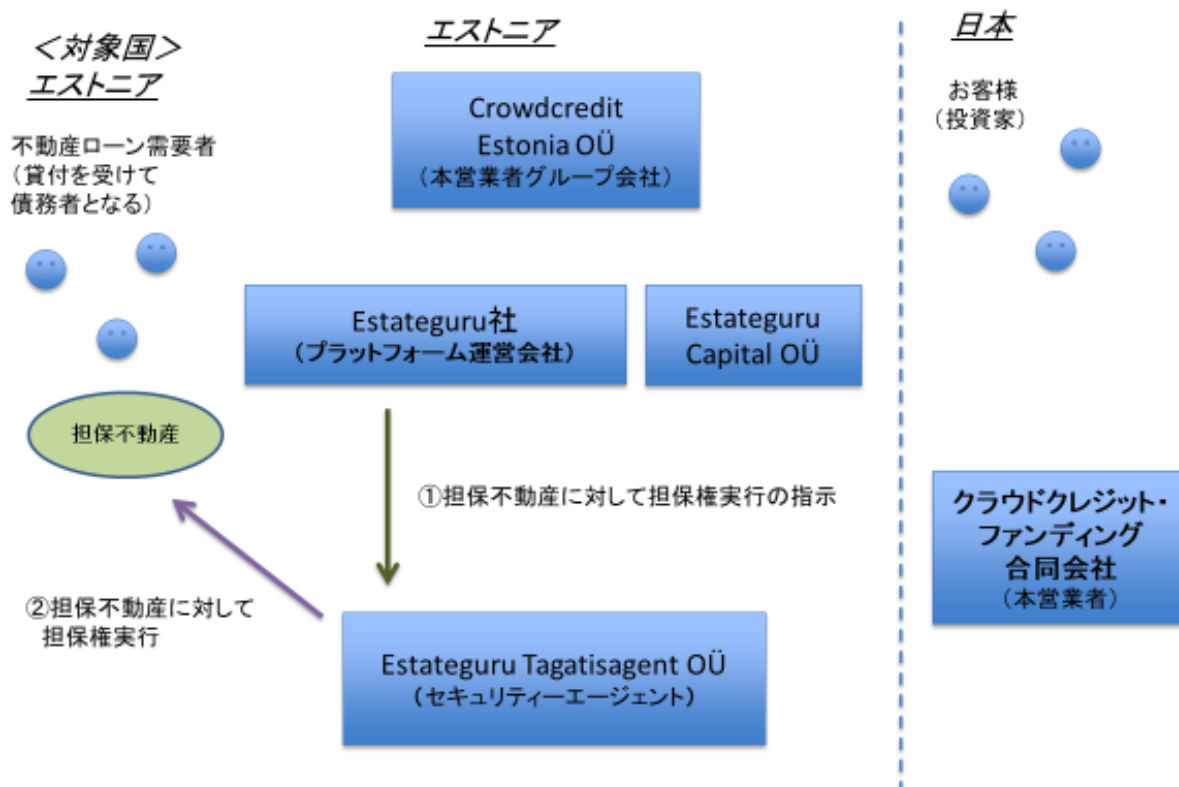 ＜対象国＞
エストニア
不動産ローン需要者
（貸付を受けて
債務者となる）
担保不動産
エストニア
Crowdcredit
Estonia OÜ
（本営業者グループ会社）
Estateguru社
（プラットフォーム運営会社）
Estateguru
Capital OÜ
①担保不動産に対して担保権実行の指示
②担保不動産に対して
担保権実行
Estateguru Tagatisagent OÜ
（セキュリティーエージェント）
日本
お客様
（投資家）
クラウドクレジット・
ファンディング
合同会社
（本営業者）